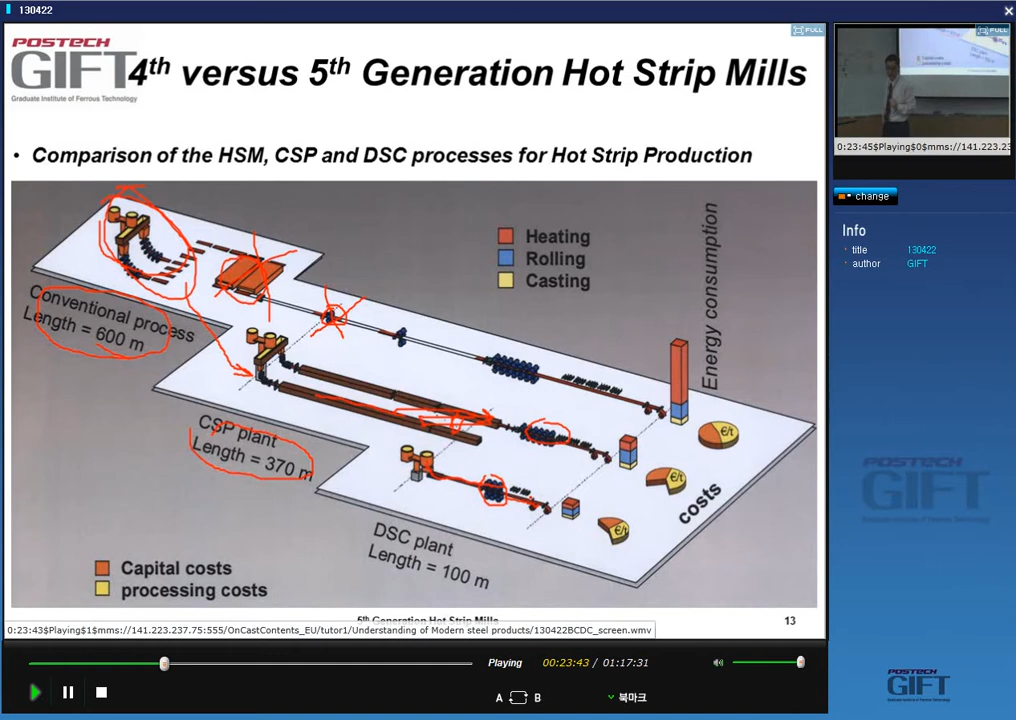 130422
POSTECH
GIFT
Graduate Institute of Ferrous Technology
4th versus 5th Generation Hot Strip Mills
FULL
• Comparison of the HSM, CSP and DSC processes for Hot Strip Production
Heating
Rolling
Casting
Energy consumption
Conventional process
Length = 600 m
CSP plant
Length = 370 m
DSC plant
Length = 100 m
€/t
€/t
€/t
costs
Capital costs
processing costs
5th Generation Hot Strip Mills
13
0:23:43$Playing$1$mms://141.223.237.75:555/OnCastContents_EU/tutor1/Understanding of Modern steel products/130422BCDC_screen.wmv
Playing
00:23:43 / 01:17:31
A
B
북마크
FULL
0:23:45$Playing$0$mms://141.223.23
change
Info
title
130422
author
GIFT
POSTECH
GIFT
POSTECH
GIFT